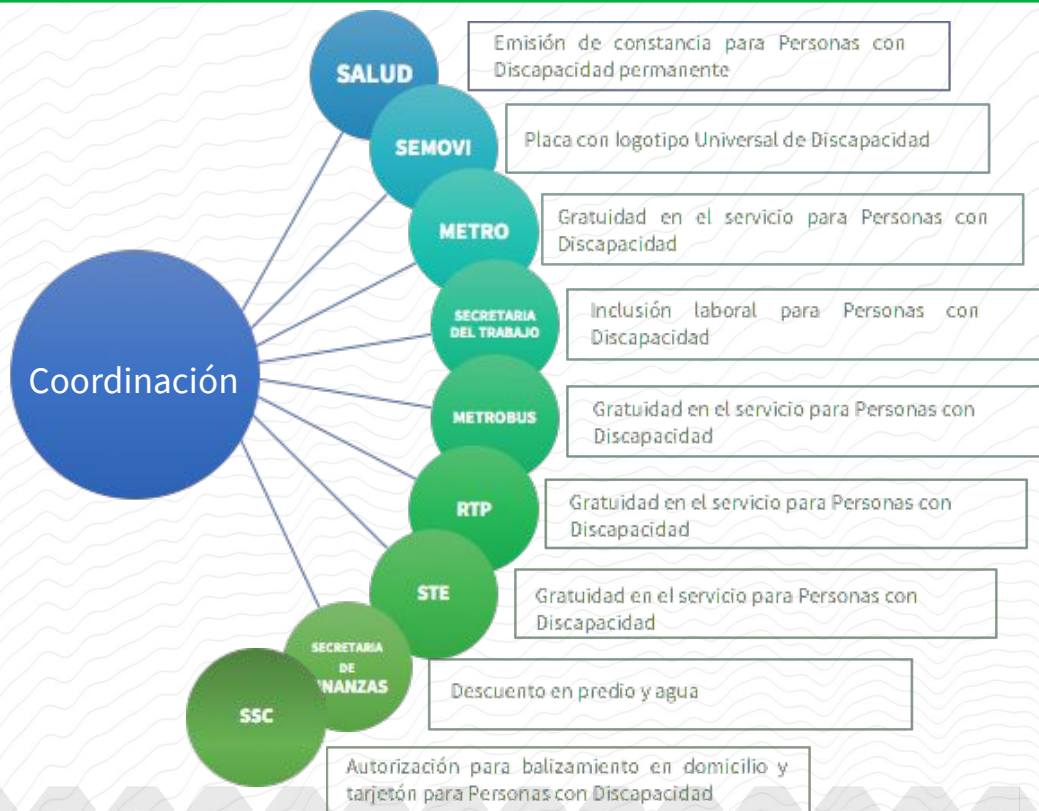 SALUD
Emisión de constancia para Personas con
Discapacidad permanente
SEMOVI
Placa con logotipo Universal de Discapacidad
METRO
Gratuidad en el servicio para Personas con
Discapacidad
SECRETARIA
DEL TRABAJO
Inclusión laboral para Personas con
Discapacidad
Coordinación
METROBUS
Gratuidad en el servicio para Personas con
Discapacidad
RTP
Gratuidad en el servicio para Personas con
Discapacidad
STE
Gratuidad en el servicio para Personas con
Discapacidad
SECRETARIA
DE
INANZAS
Descuento en predio y agua
SSC
Autorización para balizamiento en domicilio y
tarjetón para Personas con Discapacidad